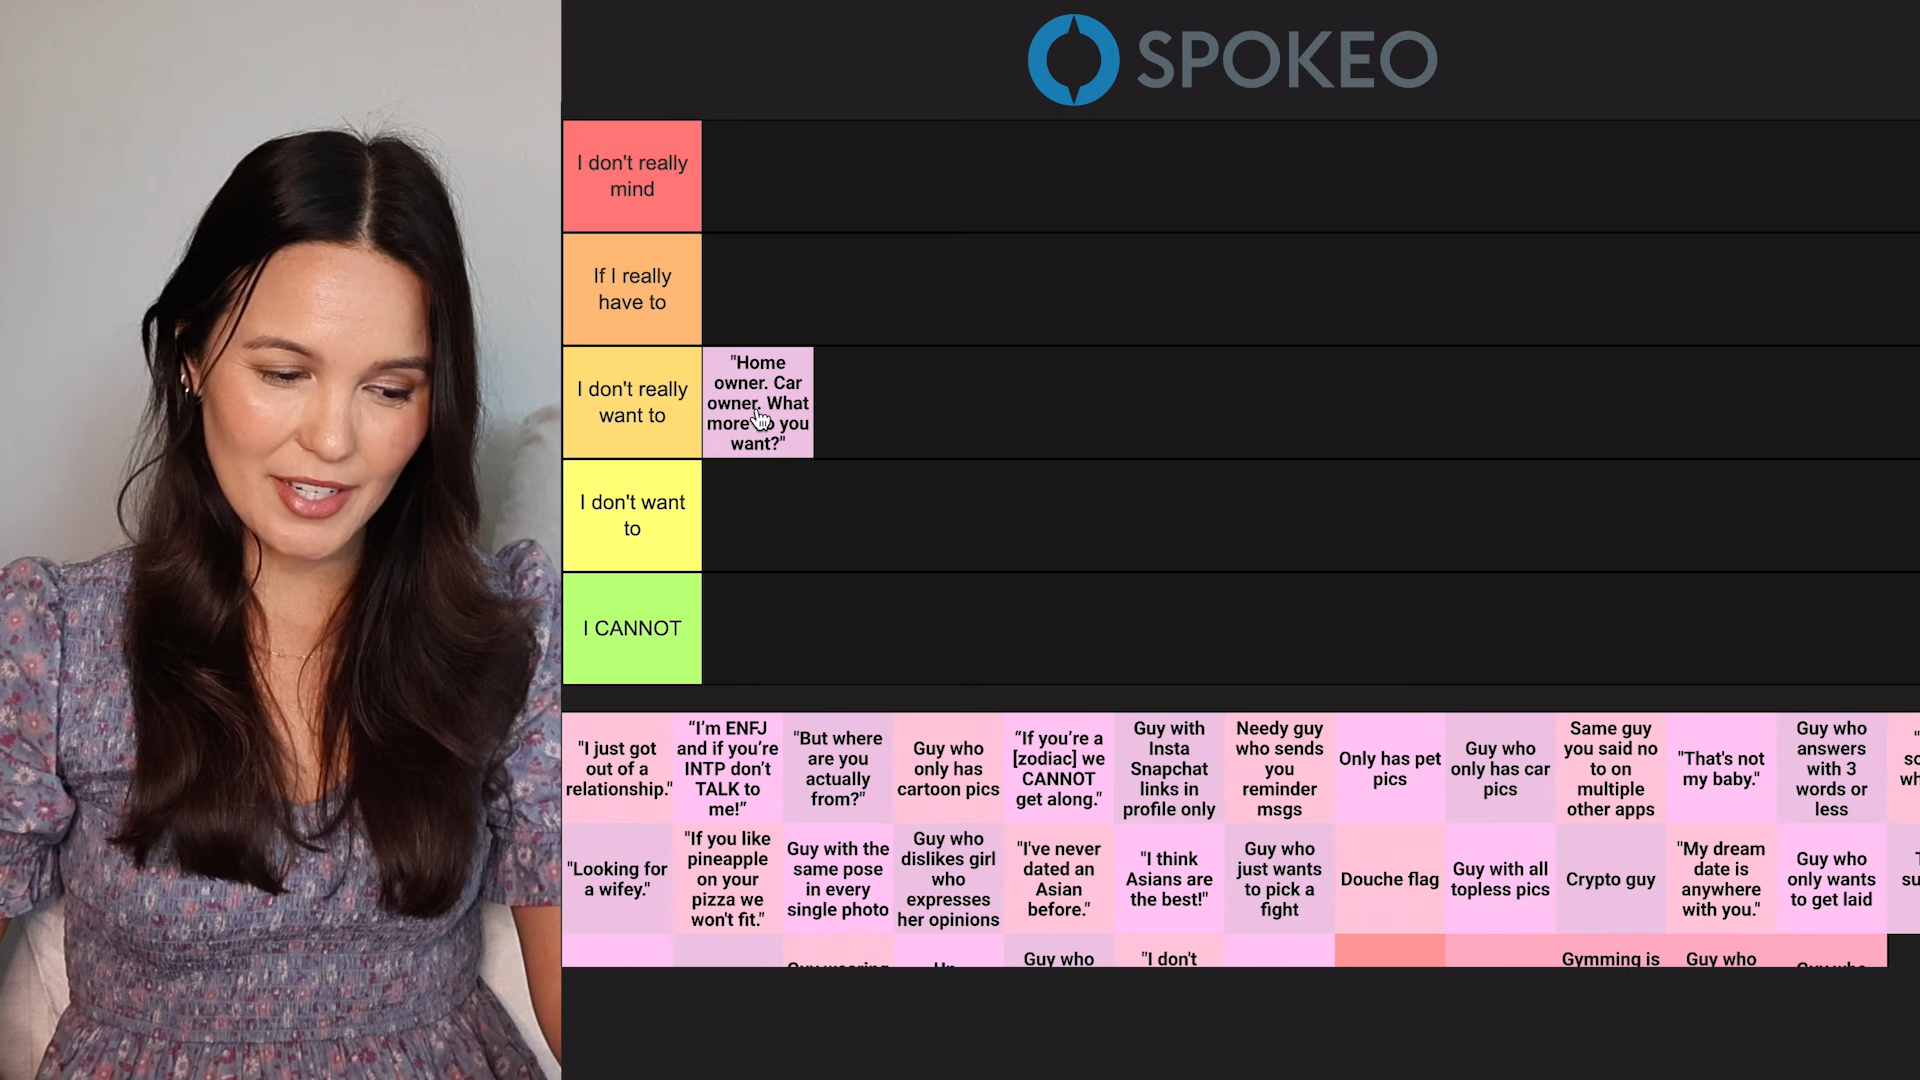 SPOKEO
I don't really
mind
If I really
have to
I don't really
want to
"Home
owner. Car
owner. What
more do you
want?"
I don't want
to
I CANNOT
"I just got
out of a
relationship."
“I’m ENFJ
and if you’re
INTP don’t
TALK to
me!”
"But where
are you
actually
from?"
Guy who
only has
cartoon pics
“If you’re a
[zodiac] we
CANNOT
get along."
Guy with
Insta
Snapchat
links in
profile only
Needy guy
who sends
you
reminder
msgs
Only has pet
pics
Guy who
only has car
pics
Same guy
you said no
to on
multiple
other apps
"That's not
my baby."
Guy who
answers
with 3
words or
less
"Looking for
a wifey."
"If you like
pineapple
on your
pizza we
won't fit."
Guy with the
same pose
in every
single photo
Guy who
dislikes girl
who
expresses
her opinions
"I've never
dated an
Asian
before."
"I think
Asians are
the best!"
Guy who
just wants
to pick a
fight
Douche flag
Guy with all
topless pics
Crypto guy
"My dream
date is
anywhere
with you."
Guy who
only wants
to get laid
Guy who
"I don't
Gymming is
Guy who